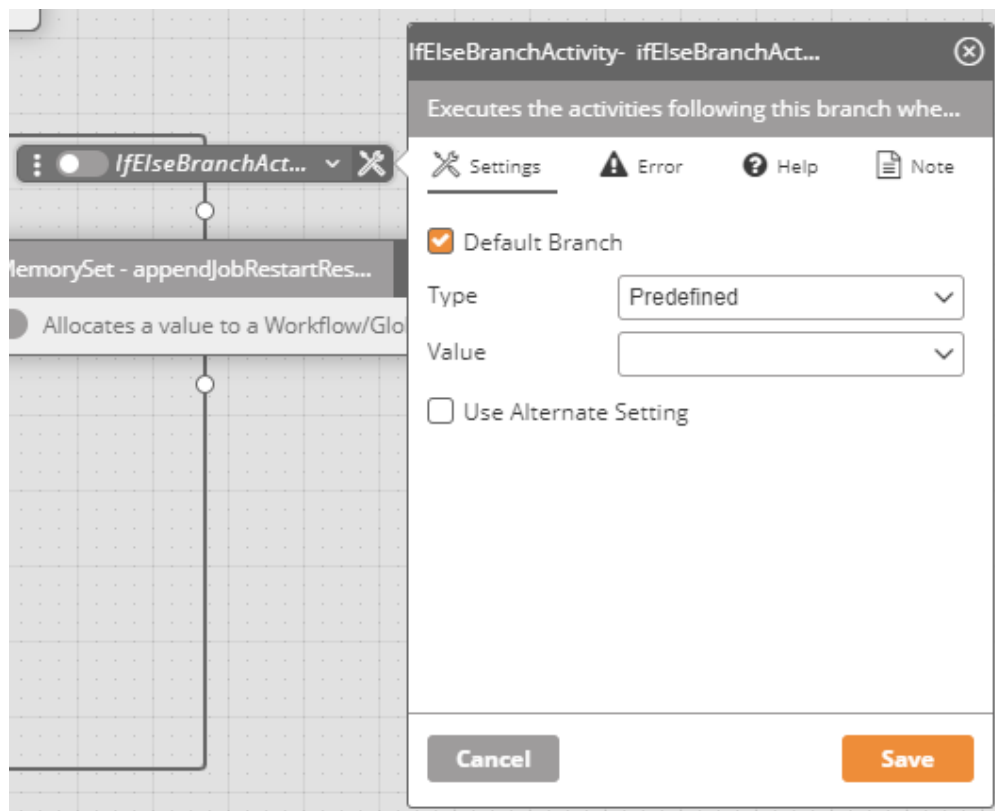 IfElseBranchActivity- ifElseBranchAct...
Executes the activities following this branch whe...
IfElseBranchAct...
Settings
Error
Help
Note
Default Branch
MemorySet - appendJobRestartRes...
Type
Predefined
Allocates a value to a Workflow/Glo
Value
Use Alternate Setting
Cancel
Save